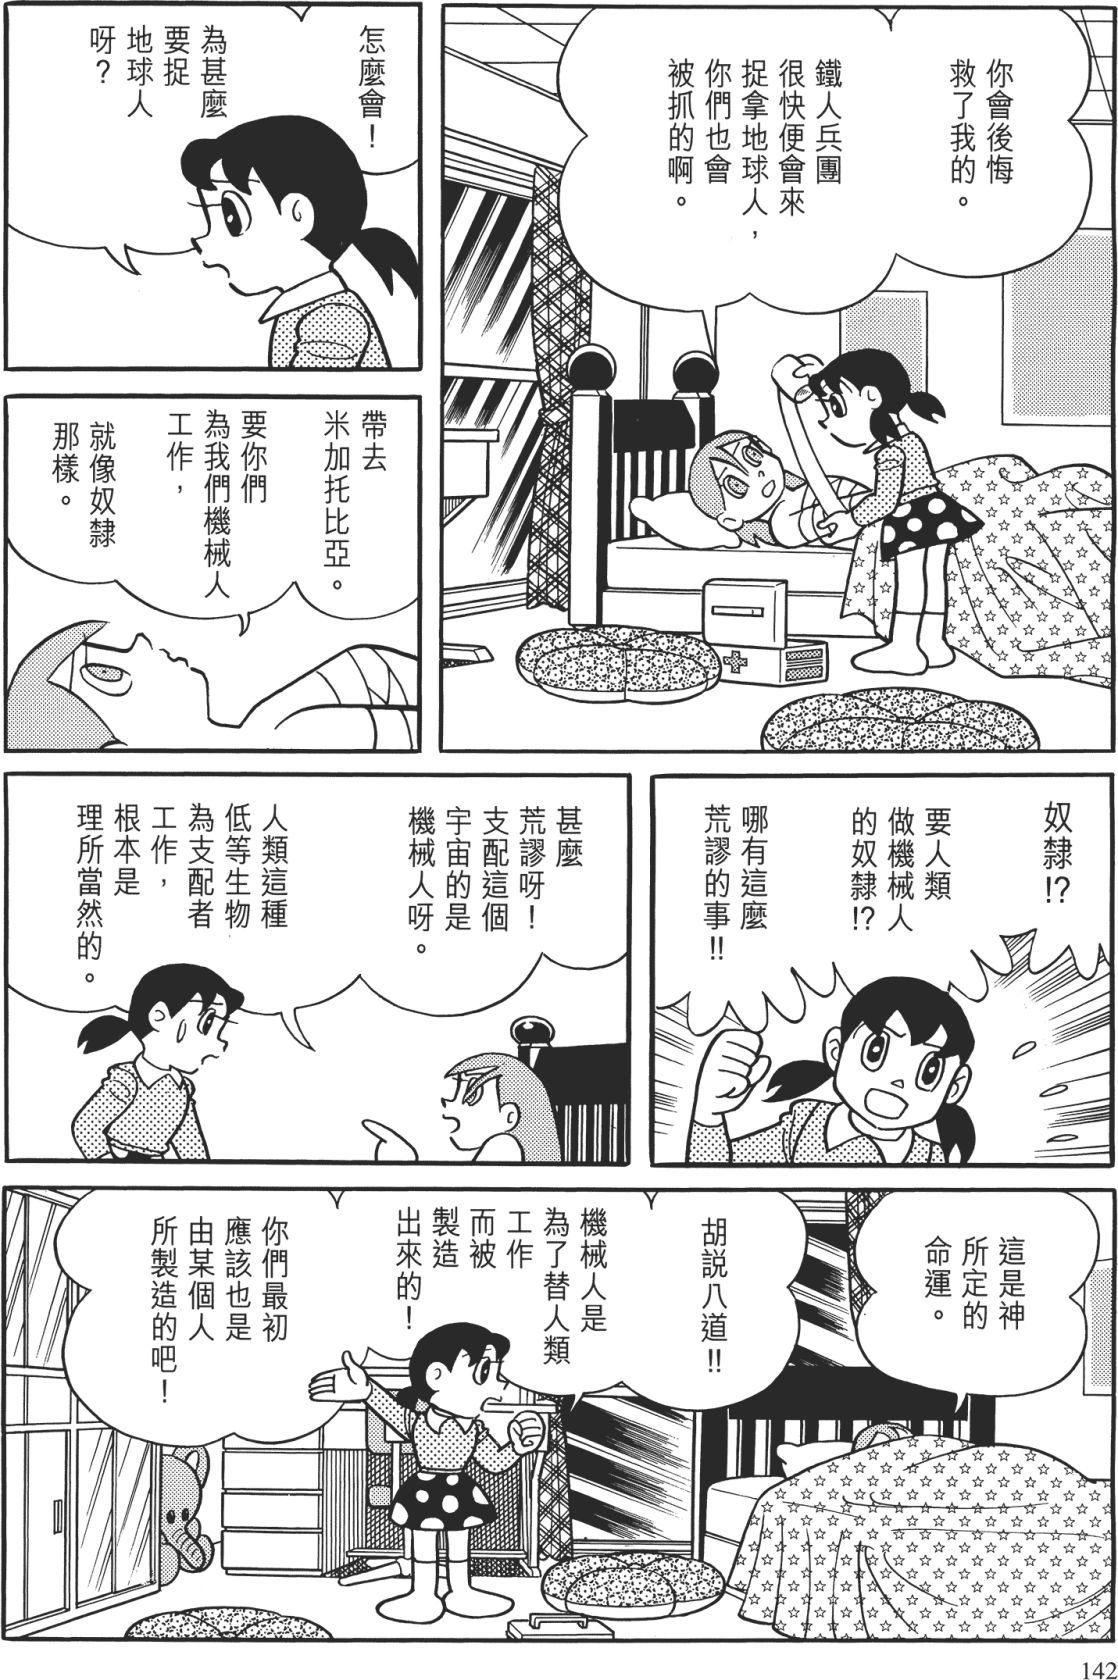 你會後悔
救了我的。
鐵人兵團
很快便會來
捉拿地球人，
你們也會
被抓的啊。
怎麼會！
為甚麼
要捉
地球人
呀？
帶去
米加托比亞。
要你們
為我們機械人
工作，
就像奴隸
那樣。
奴隸!?
要人類
做機械人
的奴隸!?
哪有這麼
荒謬的事!!
甚麼
荒謬呀！
支配這個
宇宙的是
機械人呀。
人類這種
低等生物
為支配者
工作，
根本是
理所當然的。
這是神
所定的
命運。
胡說八道!!
機械人是
為了替人類
工作
而被
製造
出來的！
你們最初
應該也是
由某個人
所製造的吧！
142